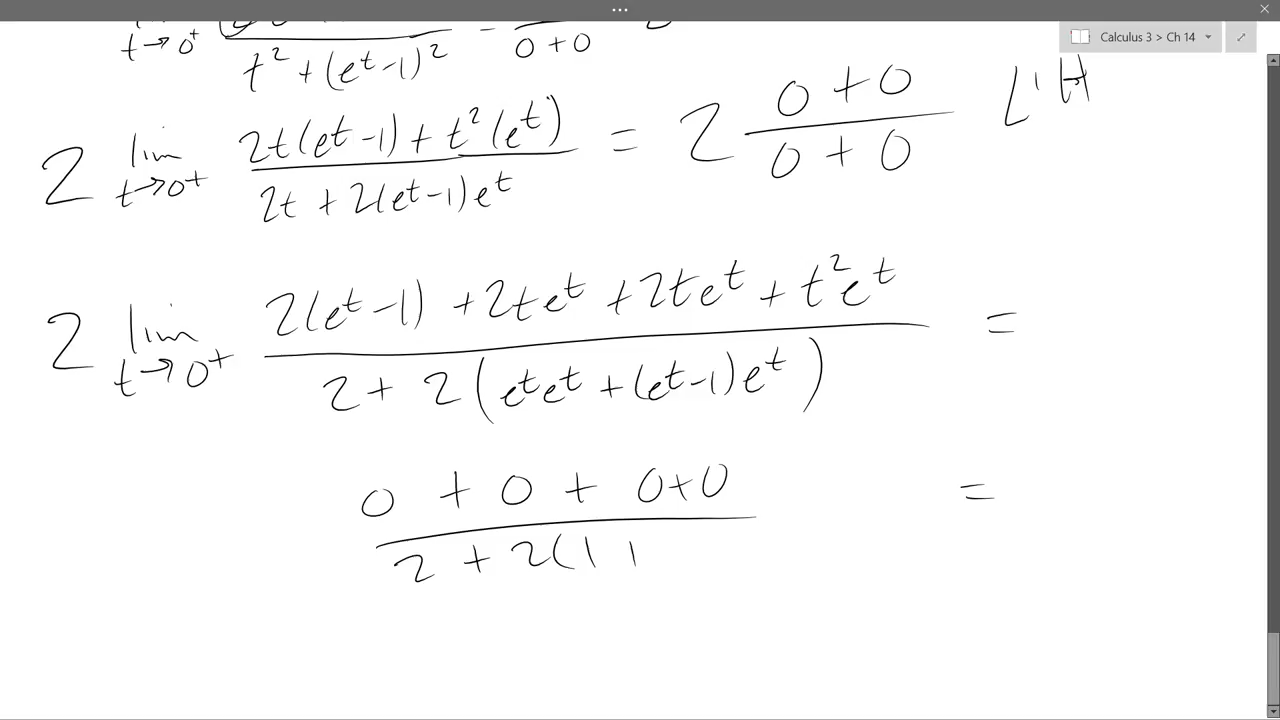 Calculus 3 > Ch 14
t→0⁺ t² + (eᵗ-1)² = 0+0
2 lim t→0⁺ (2t(eᵗ-1) + t²(eᵗ)) / (2t + 2(eᵗ-1)eᵗ) = 2 (0+0)/(0+0) L'H
2 lim t→0⁺ (2(eᵗ-1) + 2teᵗ + 2teᵗ + t²eᵗ) / (2 + 2(eᵗeᵗ + (eᵗ-1)eᵗ)) =
0 + 0 + 0+0 =
2 + 2(1 1